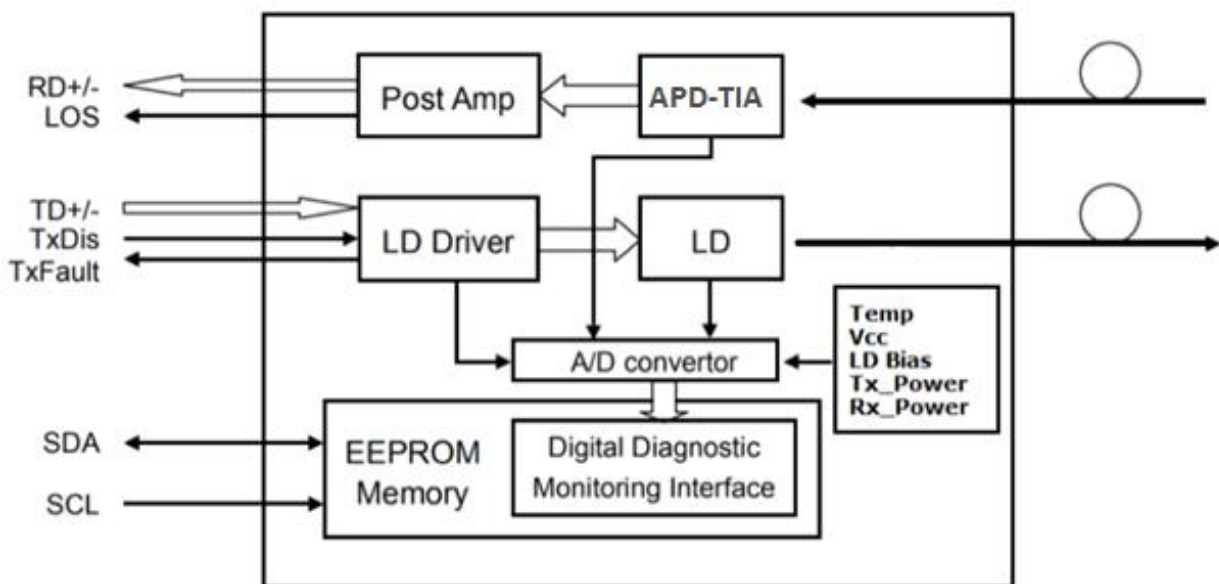 RD+/-
LOS
Post Amp
APD-TIA
TD+/-
TxDis
TxFault
LD Driver
LD
Temp
Vcc
LD Bias
Tx_Power
Rx_Power
A/D convertor
SDA
SCL
EEPROM
Memory
Digital Diagnostic
Monitoring Interface